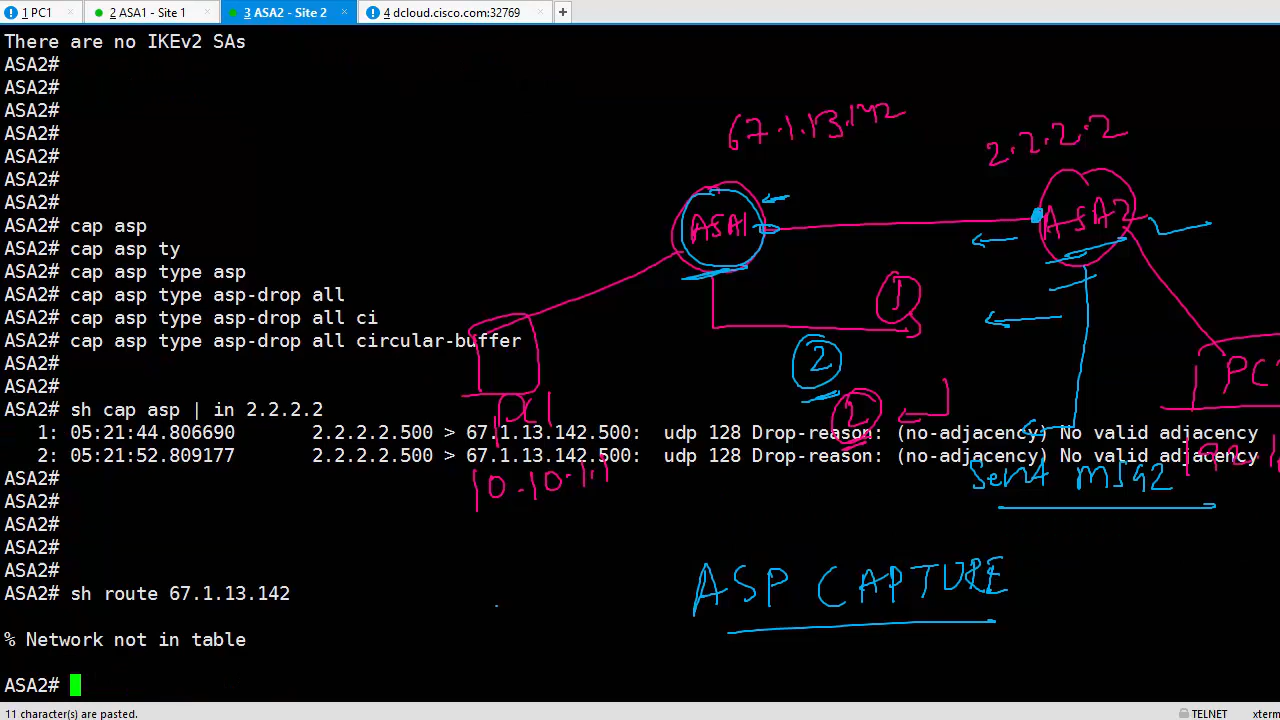 1 PC1 × 2 ASA1 - Site 1 × 3 ASA2 - Site 2 × 4 dcloud.cisco.com:32769 × +
There are no IKEv2 SAs
ASA2#
ASA2#
ASA2#
ASA2#
ASA2#
ASA2#
ASA2#
ASA2# cap asp
ASA2# cap asp ty
ASA2# cap asp type asp
ASA2# cap asp type asp-drop all
ASA2# cap asp type asp-drop all ci
ASA2# cap asp type asp-drop all circular-buffer
ASA2#
ASA2#
ASA2# sh cap asp | in 2.2.2.2
1: 05:21:44.806690 2.2.2.2.500 > 67.1.13.142.500: udp 128 Drop-reason: (no-adjacency) No valid adjacency
2: 05:21:52.809177 2.2.2.2.500 > 67.1.13.142.500: udp 128 Drop-reason: (no-adjacency) No valid adjacency
ASA2#
ASA2#
ASA2#
ASA2#
ASA2#
ASA2# sh route 67.1.13.142
% Network not in table
ASA2#
67.1.13.142
2.2.2.2
ASA1
ASA2
1
2
2
PC1
10.10.1.1
PC
Sent msg2
ASP CAPTURE
11 character(s) are pasted.
TELNET
xterm